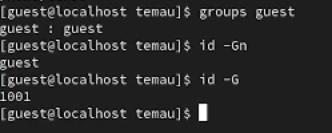 [guest@localhost temau]$ groups guest
guest : guest
[guest@localhost temau]$ id -Gn
guest
[guest@localhost temau]$ id -G
1001
[guest@localhost temau]$